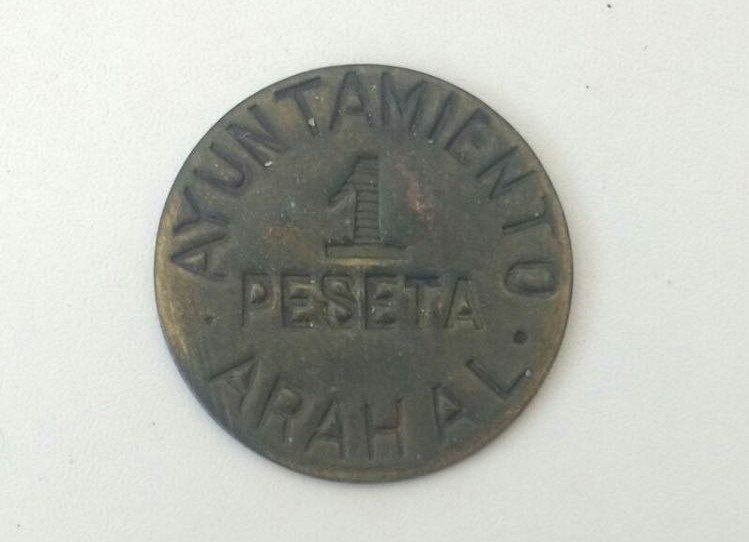 AYUNTAMIENTO
1
PESETA
· ARAHAL ·